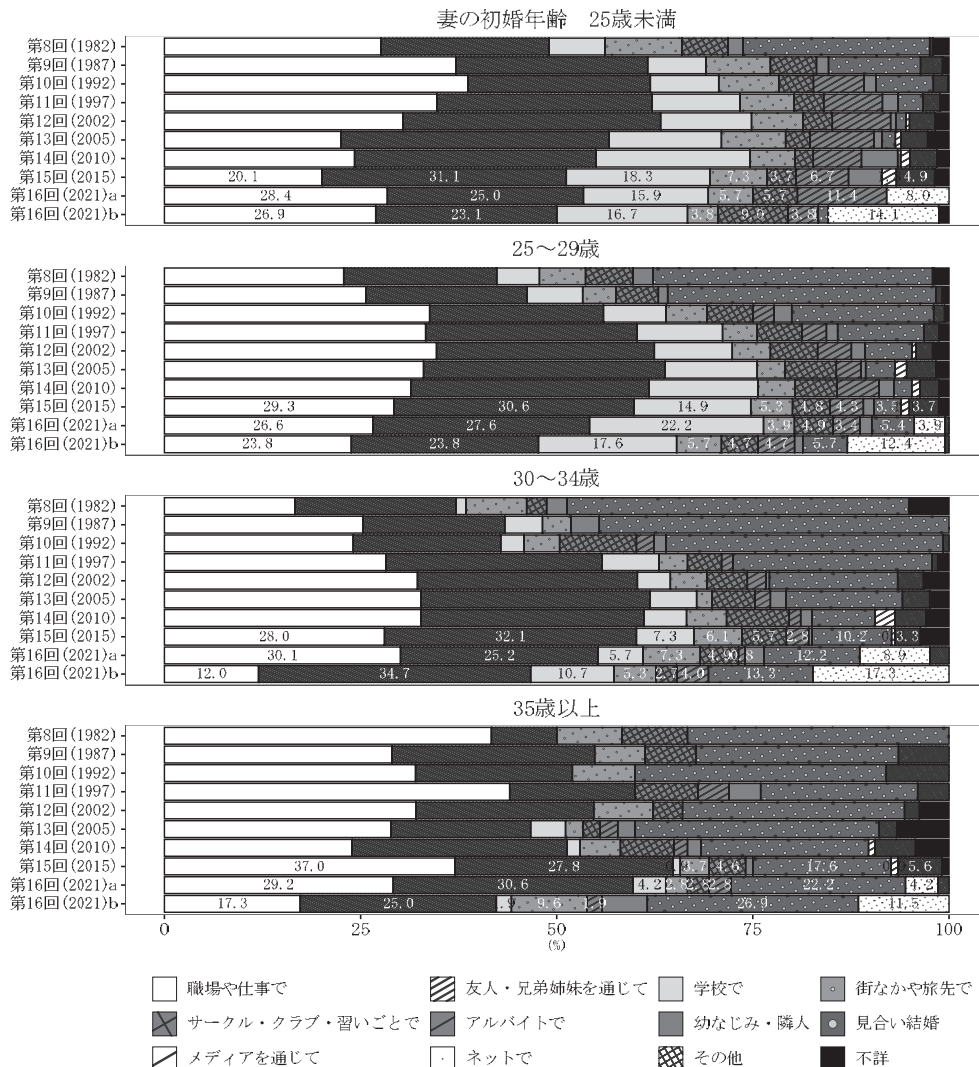 妻の初婚年齢 25歳未満
第8回(1982)
第9回(1987)
第10回(1992)
第11回(1997)
第12回(2002)
第13回(2005)
第14回(2010)
第15回(2015) 20.1 31.1 18.3 7.3 3.7 6.7 4.9
第16回(2021)a 28.4 25.0 15.9 5.7 5.7 11.4 8.0
第16回(2021)b 26.9 23.1 16.7 3.8 9.0 3.8 14.1
25～29歳
第8回(1982)
第9回(1987)
第10回(1992)
第11回(1997)
第12回(2002)
第13回(2005)
第14回(2010)
第15回(2015) 29.3 30.6 14.9 5.3 4.8 4.3 3.5 3.7
第16回(2021)a 26.6 27.6 22.2 3.9 4.9 3.4 5.4 3.9
第16回(2021)b 23.8 23.8 17.6 5.7 4.7 4.7 5.7 12.4
30～34歳
第8回(1982)
第9回(1987)
第10回(1992)
第11回(1997)
第12回(2002)
第13回(2005)
第14回(2010)
第15回(2015) 28.0 32.1 7.3 6.1 5.7 2.8 10.2 3.3
第16回(2021)a 30.1 25.2 5.7 7.3 4.9 0.8 12.2 8.9
第16回(2021)b 12.0 34.7 10.7 5.3 2.7 4.0 13.3 17.3
35歳以上
第8回(1982)
第9回(1987)
第10回(1992)
第11回(1997)
第12回(2002)
第13回(2005)
第14回(2010)
第15回(2015) 37.0 27.8 3.7 4.6 17.6 5.6
第16回(2021)a 29.2 30.6 4.2 2.8 2.8 2.8 22.2 4.2
第16回(2021)b 17.3 25.0 9.6 1.9 26.9 11.5
0 25 50 75 100
(%)
職場や仕事で 友人・兄弟姉妹を通じて 学校で 街なかや旅先で
サークル・クラブ・習いごとで アルバイトで 幼なじみ・隣人 見合い結婚
メディアを通じて ネットで その他 不詳